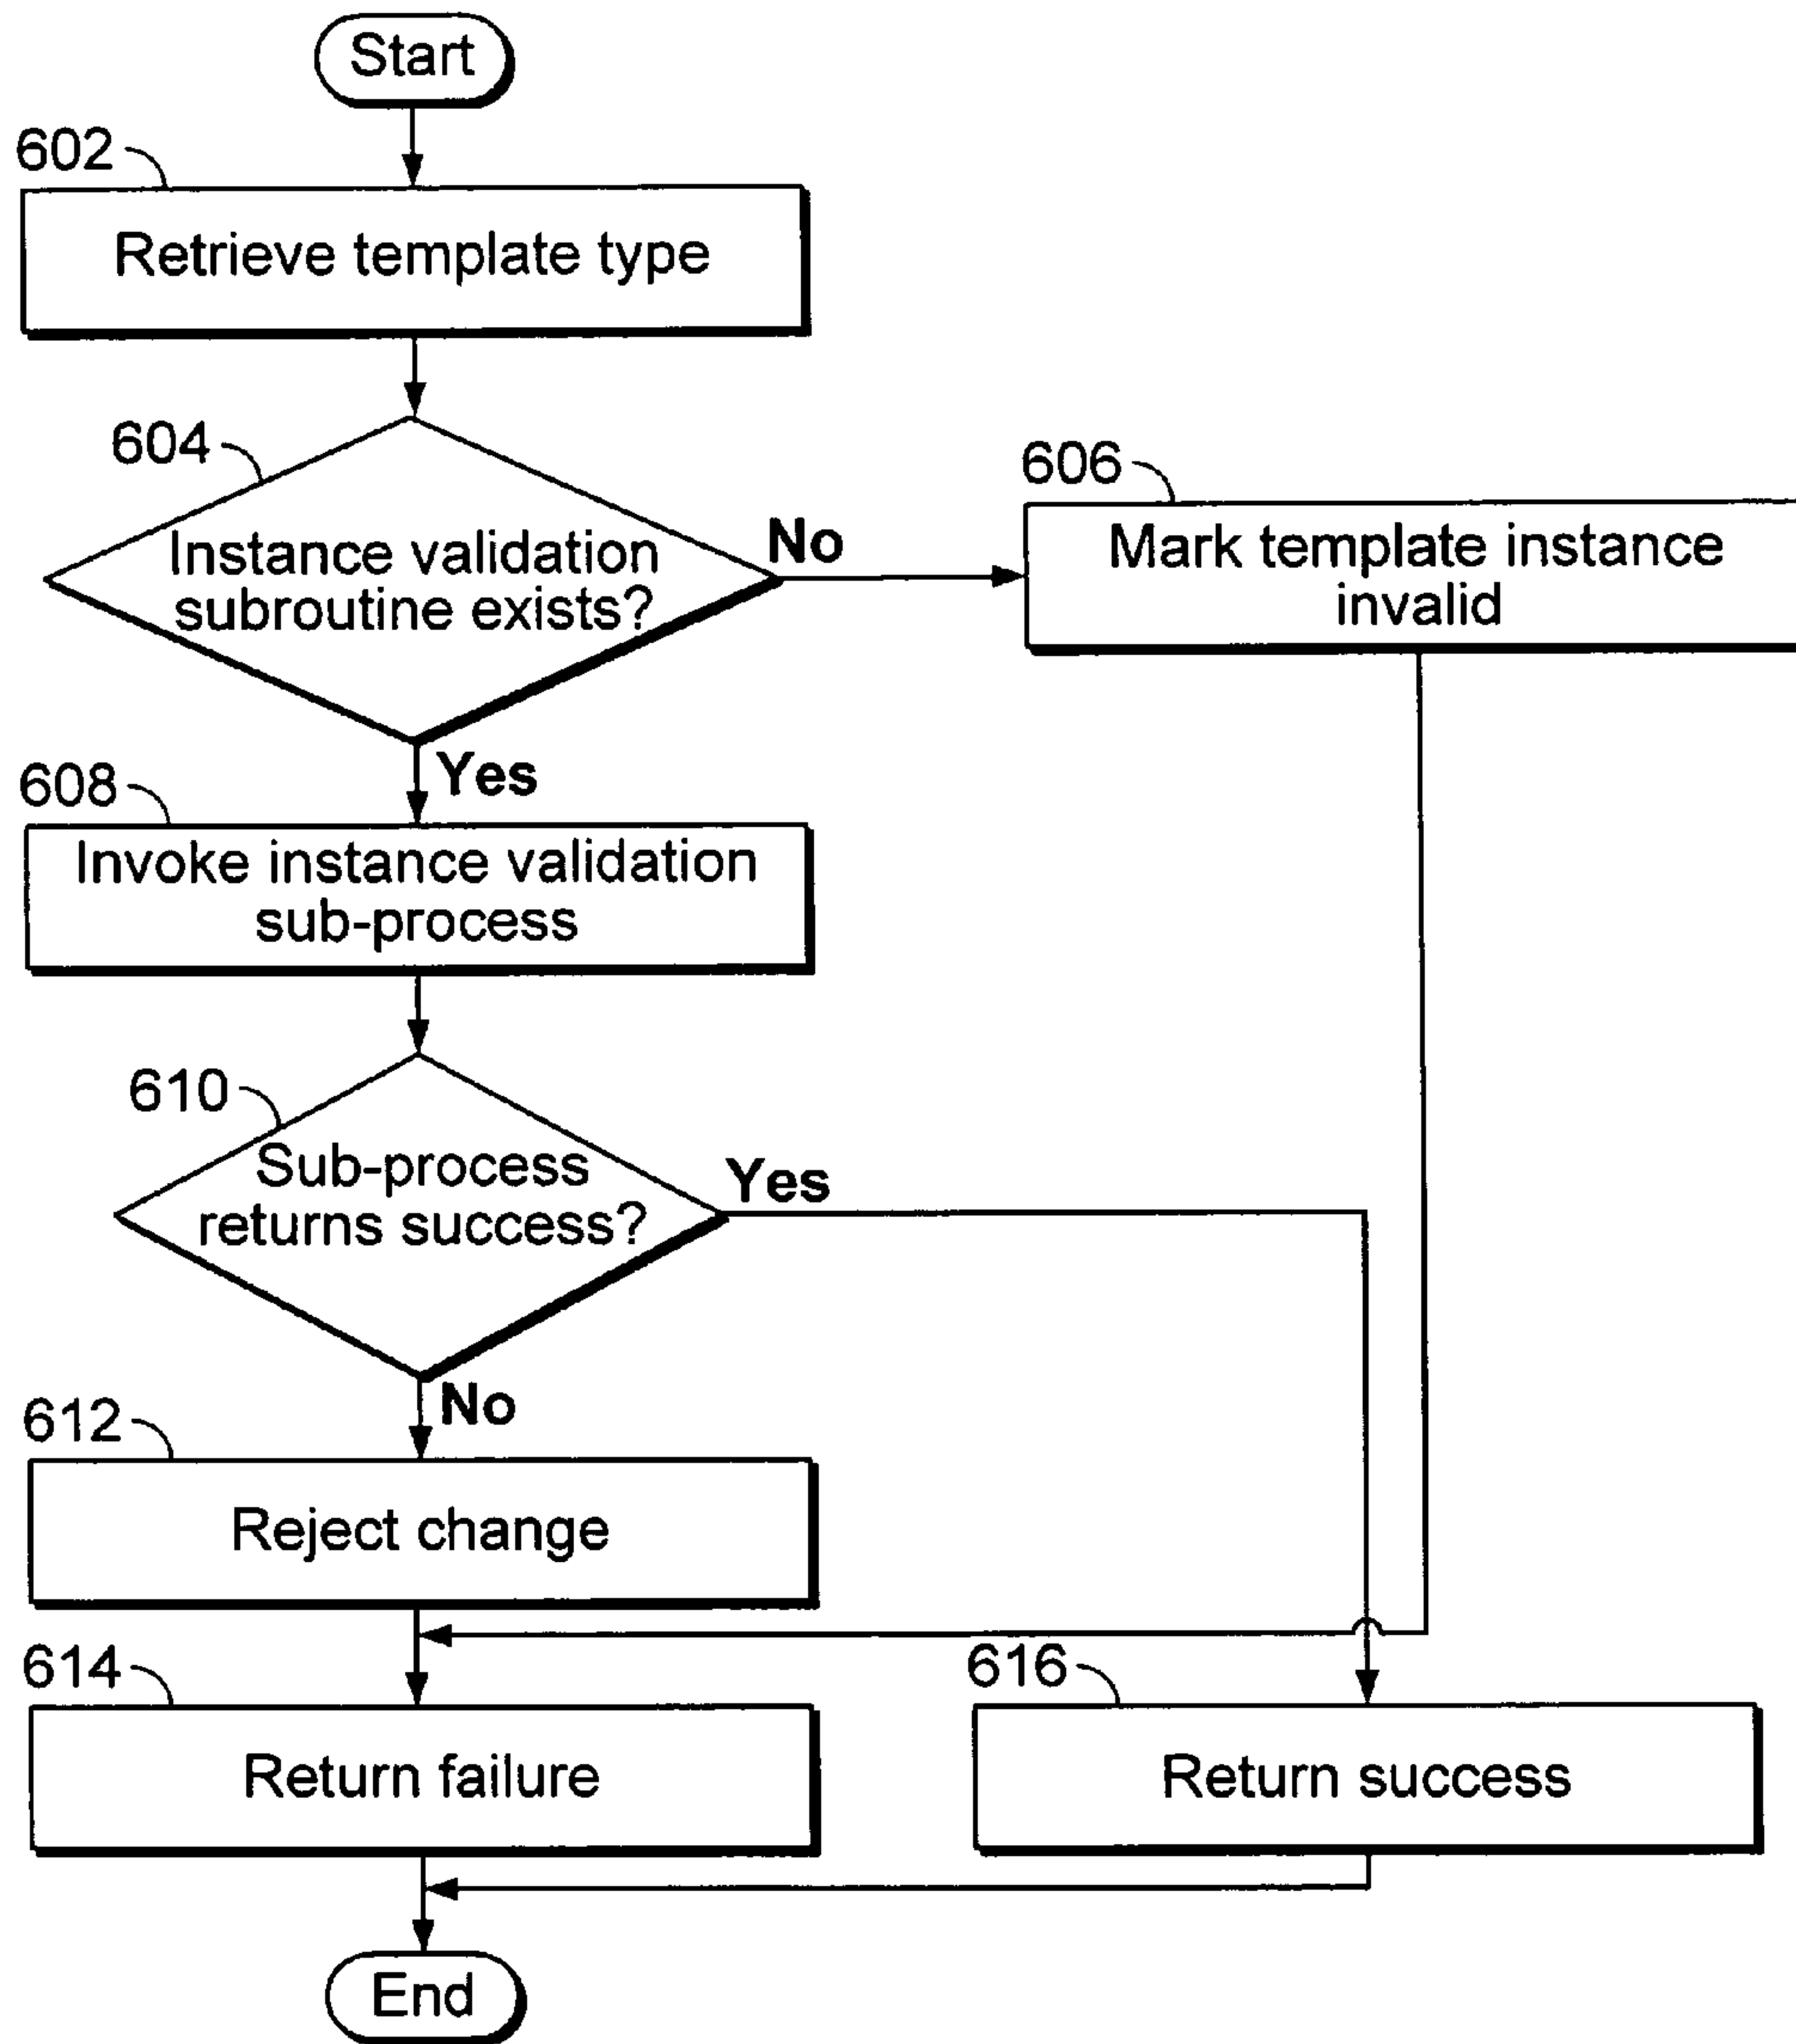 Start
602
Retrieve template type
604
Instance validation
subroutine exists?
No
606
Mark template instance
invalid
Yes
608
Invoke instance validation
sub-process
610
Sub-process
returns success?
Yes
No
612
Reject change
614
Return failure
616
Return success
End